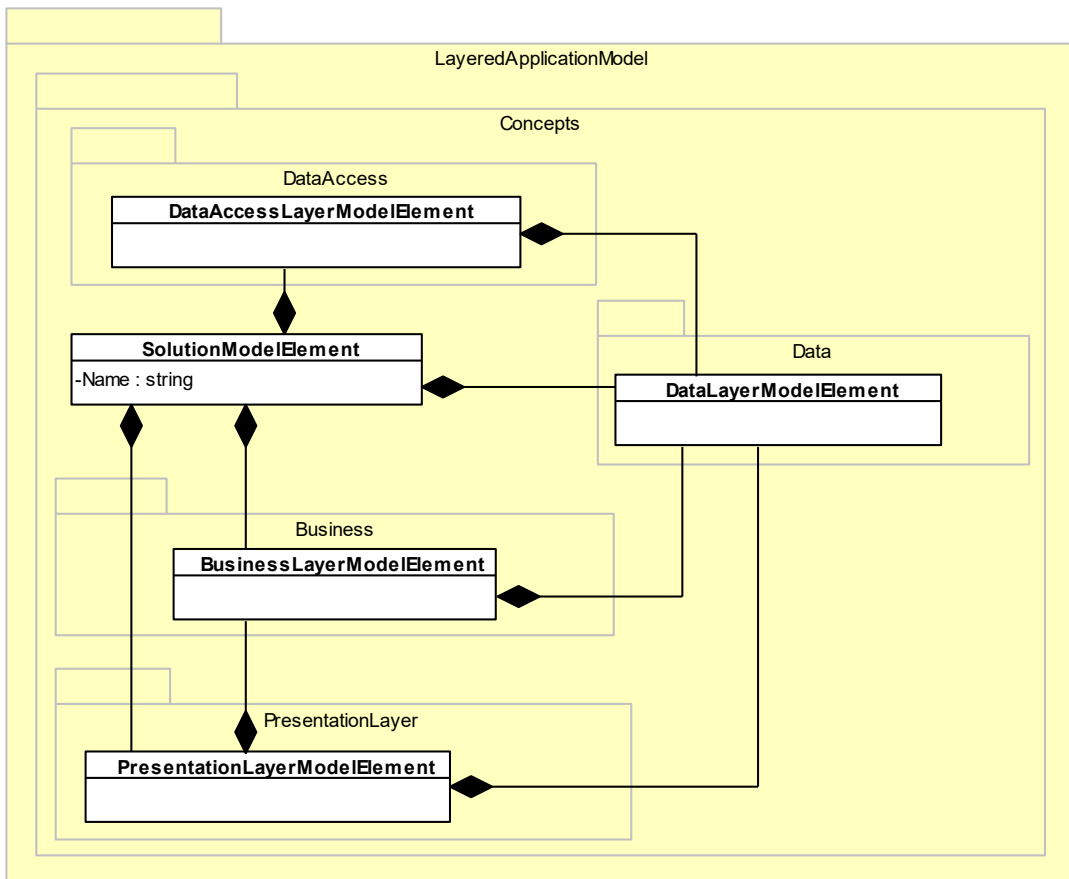 LayeredApplicationModel
Concepts
DataAccess
DataAccessLayerModelElement
SolutionModelElement
-Name : string
Data
DataLayerModelElement
Business
BusinessLayerModelElement
PresentationLayer
PresentationLayerModelElement